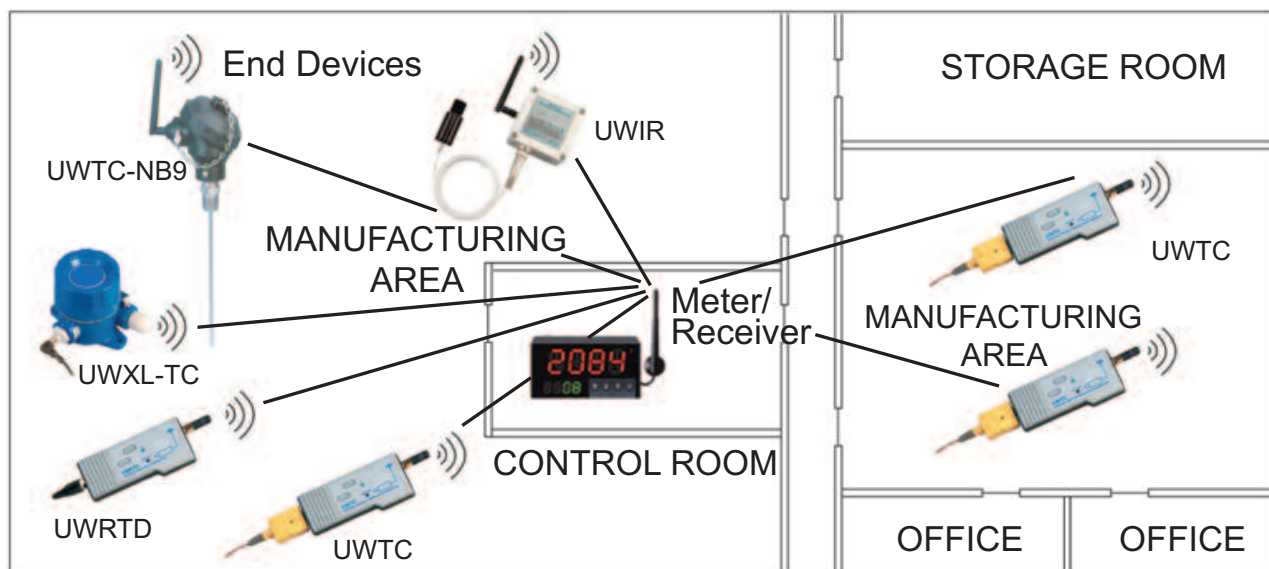 End Devices
STORAGE ROOM
UWIR
UWTC-NB9
MANUFACTURING
AREA
UWTC
Meter/
Receiver
MANUFACTURING
AREA
2084
08
UWXL-TC
CONTROL ROOM
UWRTD
UWTC
OFFICE
OFFICE